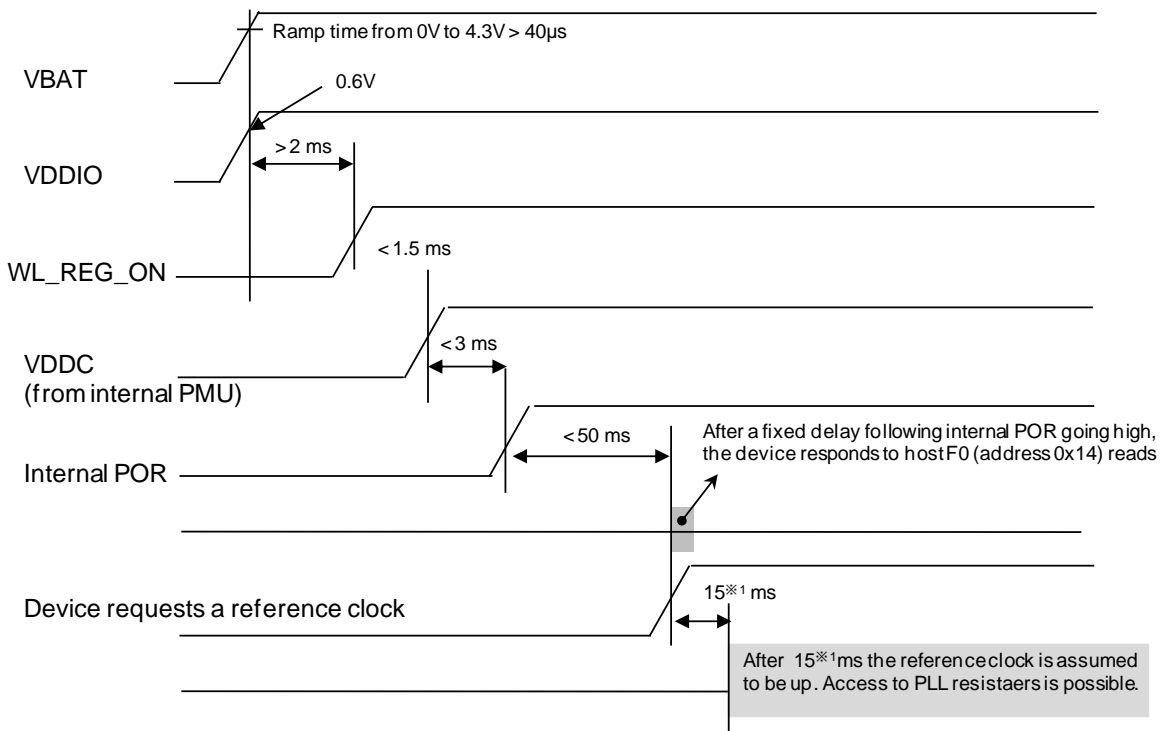 Ramp time from 0V to 4.3V > 40µs
VBAT
0.6V
>2 ms
VDDIO
<1.5 ms
WL_REG_ON
<3 ms
VDDC
(from internal PMU)
<50 ms
After a fixed delay following internal POR going high,
the device responds to host F0 (address 0x14) reads
Internal POR
15※1 ms
Device requests a reference clock
After 15※1ms the reference clock is assumed
to be up. Access to PLL resistaers is possible.